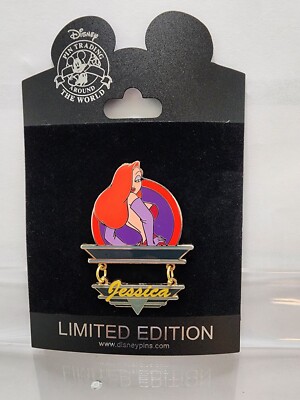 Disney
PIN TRADING
AROUND
THE WORLD
Jessica
LIMITED EDITION
www.disneypins.com